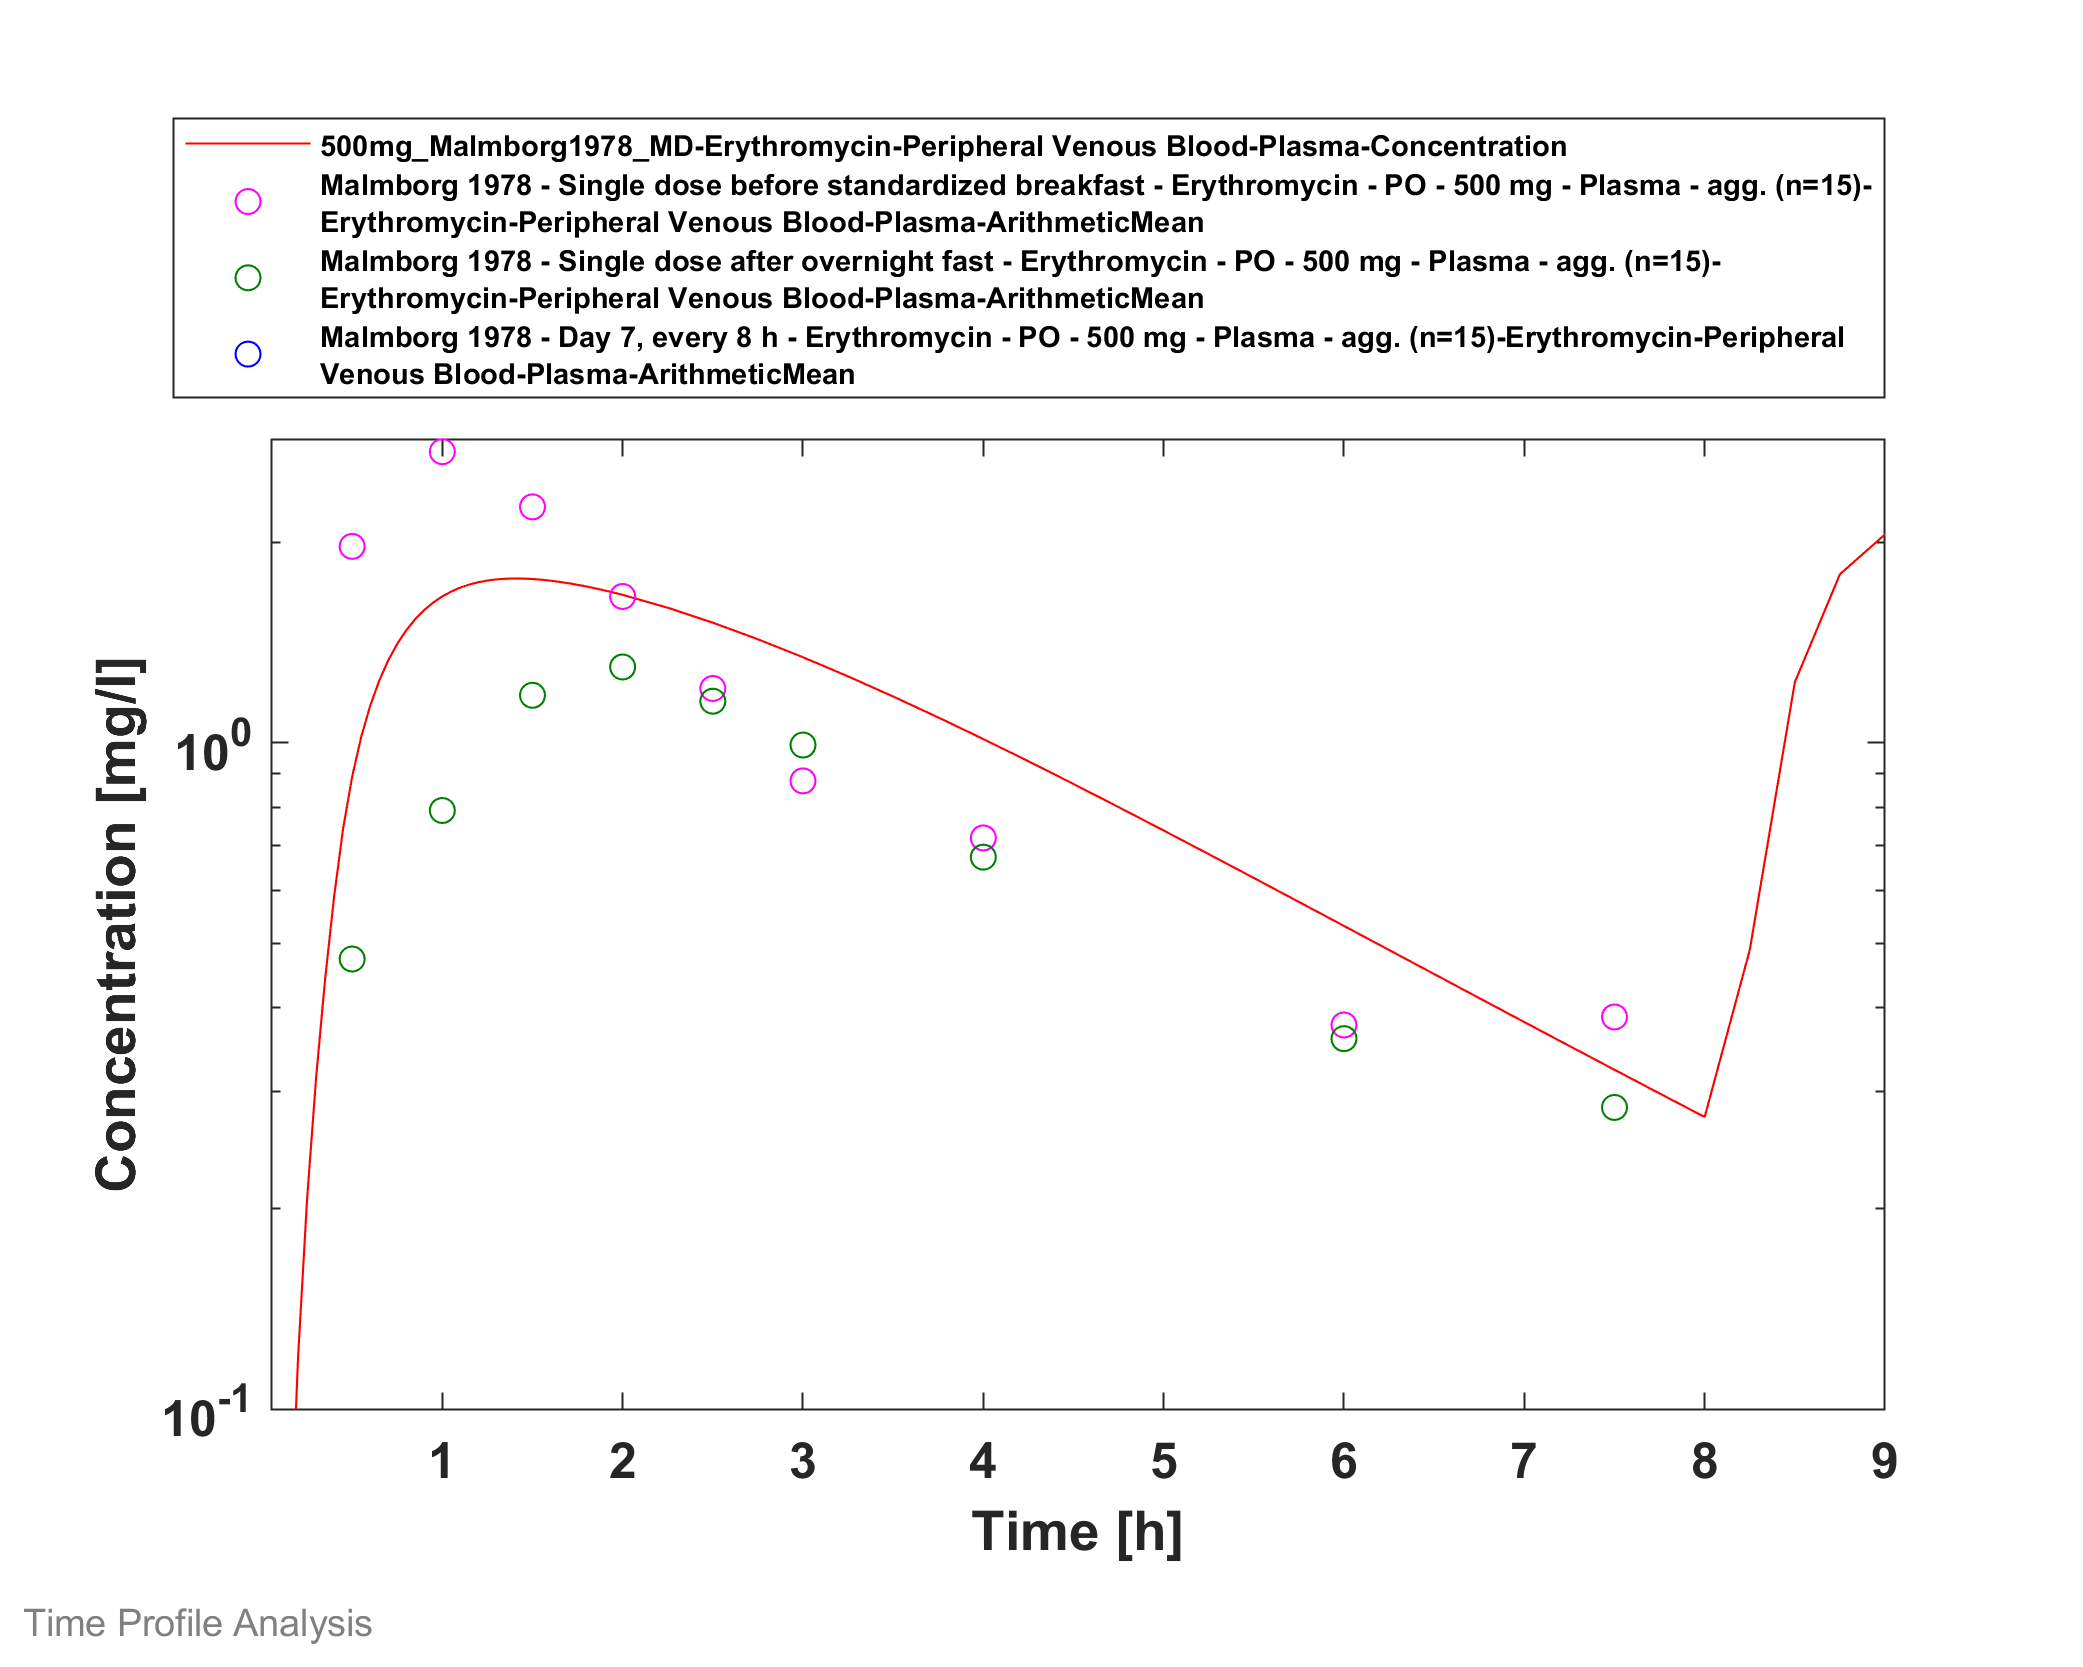 500mg_Malmborg1978_MD-Erythromycin-Peripheral Venous Blood-Plasma-Concentration
Malmborg 1978 - Single dose before standardized breakfast - Erythromycin - PO - 500 mg - Plasma - agg. (n=15)-
Erythromycin-Peripheral Venous Blood-Plasma-ArithmeticMean
Malmborg 1978 - Single dose after overnight fast - Erythromycin - PO - 500 mg - Plasma - agg. (n=15)-
Erythromycin-Peripheral Venous Blood-Plasma-ArithmeticMean
Malmborg 1978 - Day 7, every 8 h - Erythromycin - PO - 500 mg - Plasma - agg. (n=15)-Erythromycin-Peripheral
Venous Blood-Plasma-ArithmeticMean
Concentration [mg/l]
10^0
10^-1
1 2 3 4 5 6 7 8 9
Time [h]
Time Profile Analysis